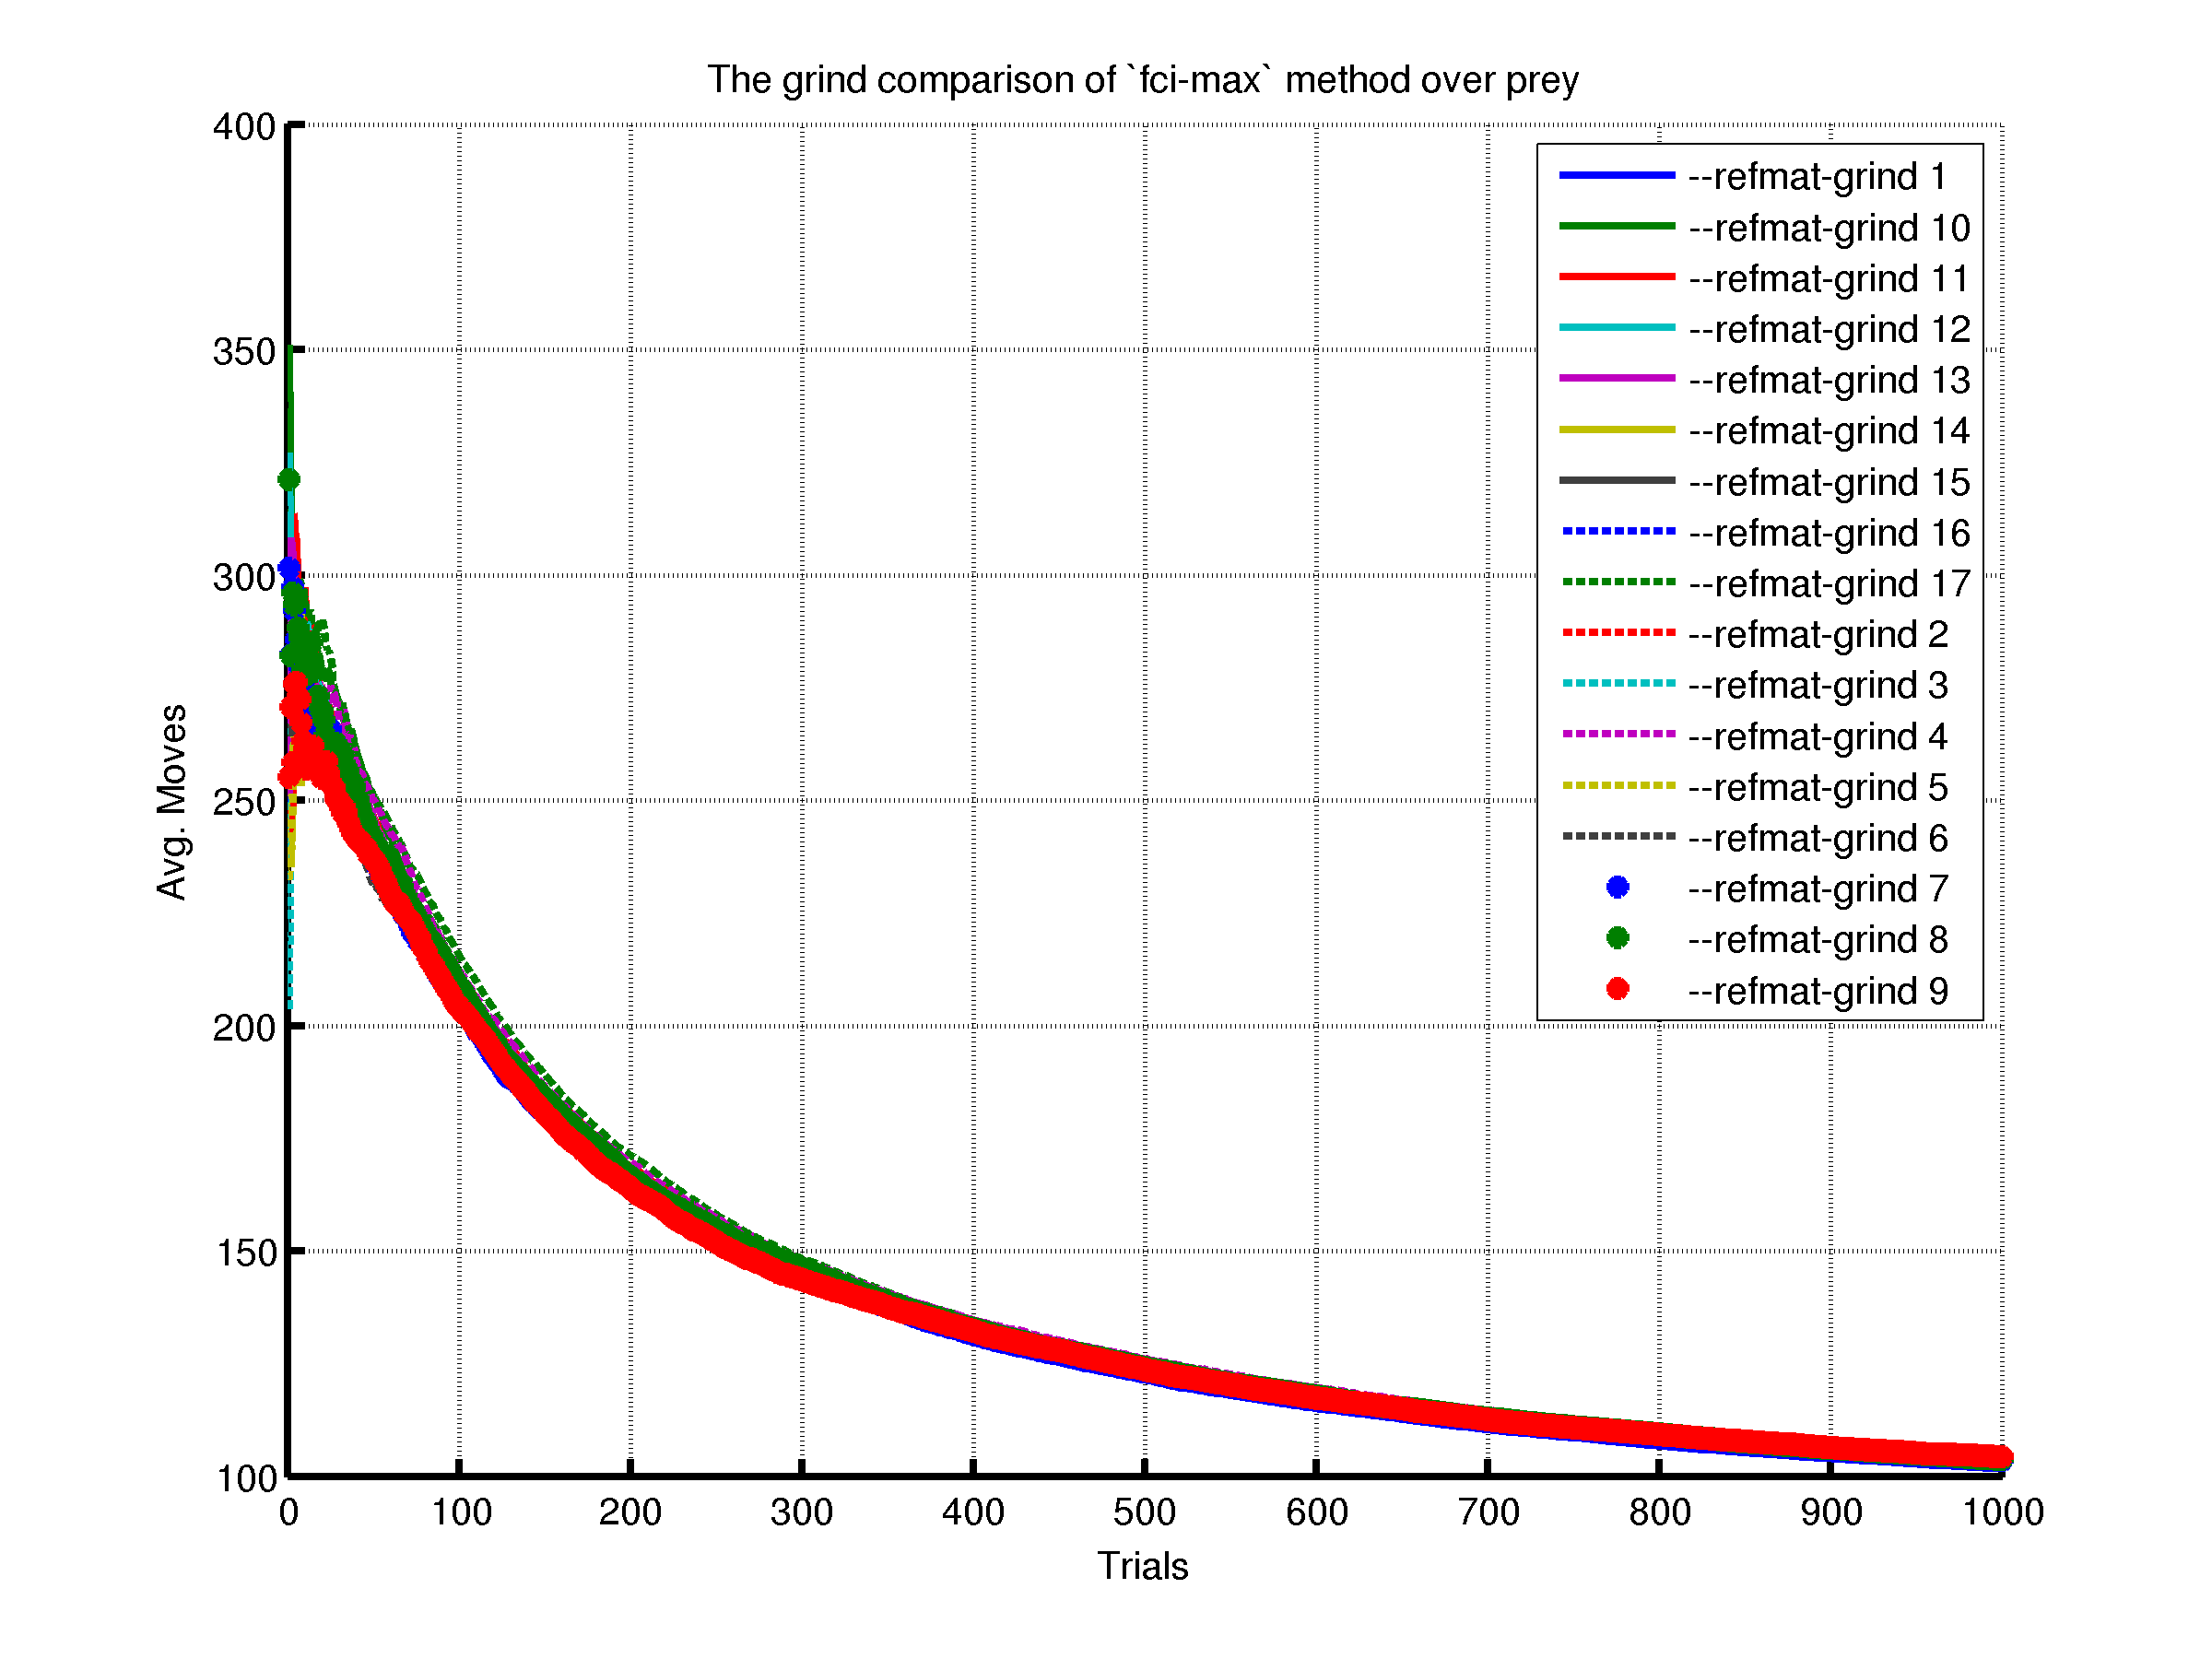 The grind comparison of `fci-max` method over prey
400
350
300
250
200
150
100
Avg. Moves
0 100 200 300 400 500 600 700 800 900 1000
Trials
--refmat-grind 1
--refmat-grind 10
--refmat-grind 11
--refmat-grind 12
--refmat-grind 13
--refmat-grind 14
--refmat-grind 15
--refmat-grind 16
--refmat-grind 17
--refmat-grind 2
--refmat-grind 3
--refmat-grind 4
--refmat-grind 5
--refmat-grind 6
--refmat-grind 7
--refmat-grind 8
--refmat-grind 9